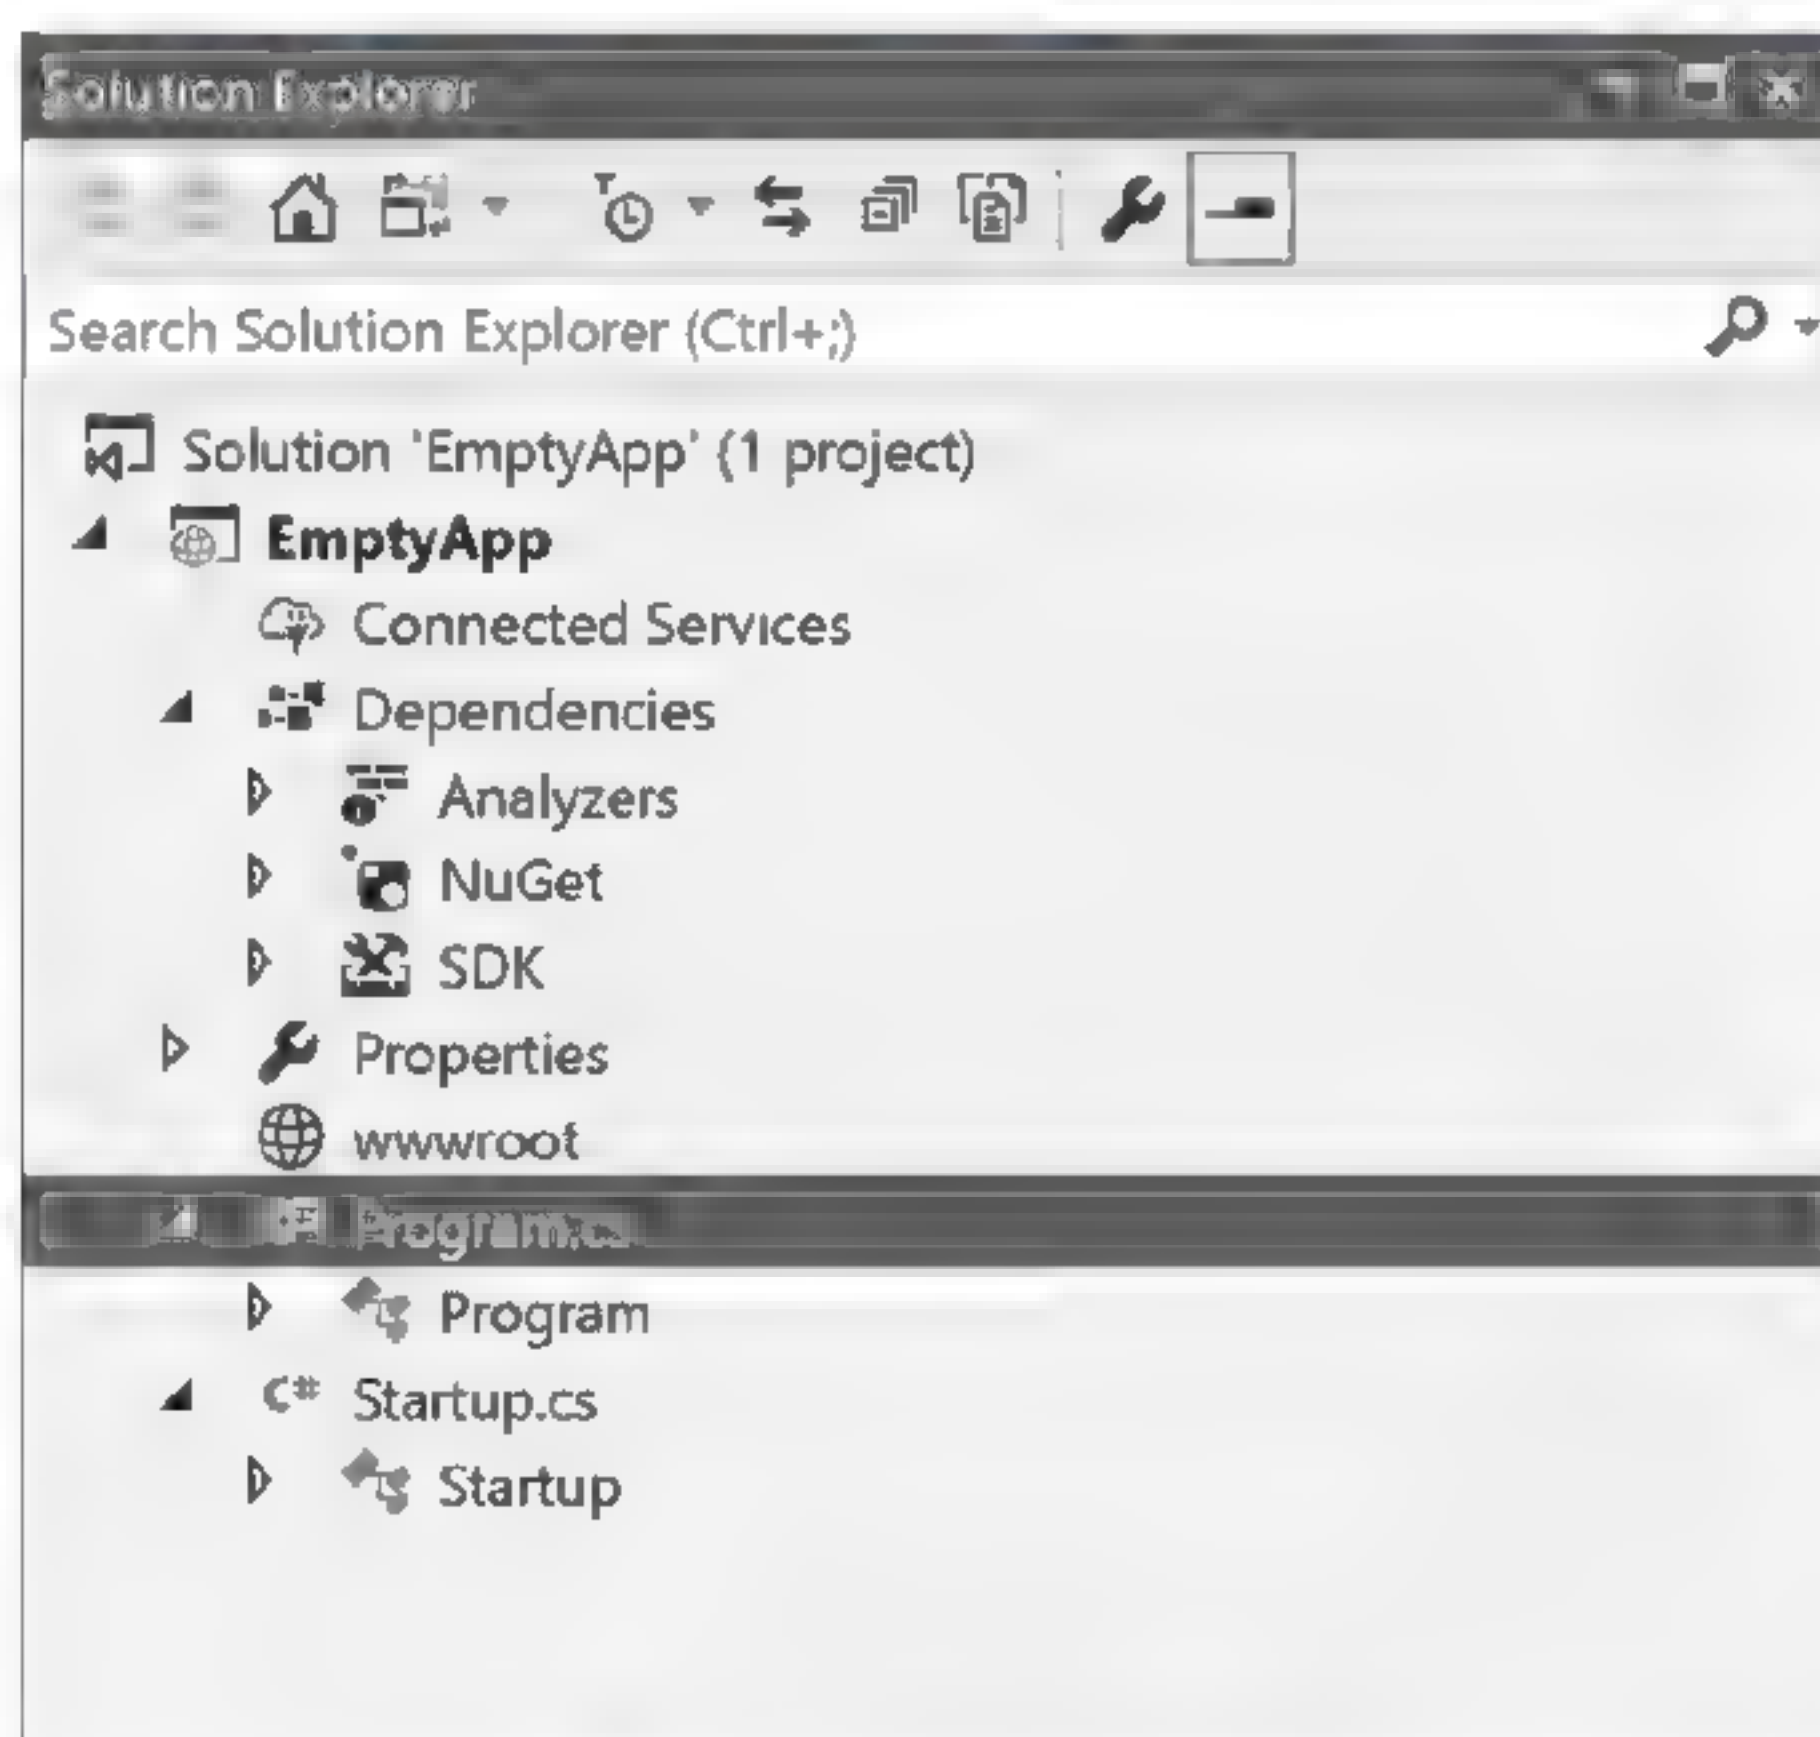 Solution Explorer
Search Solution Explorer (Ctrl+;)
Solution 'EmptyApp' (1 project)
EmptyApp
Connected Services
Dependencies
Analyzers
NuGet
SDK
Properties
wwwroot
Program.cs
Program
C# Startup.cs
Startup